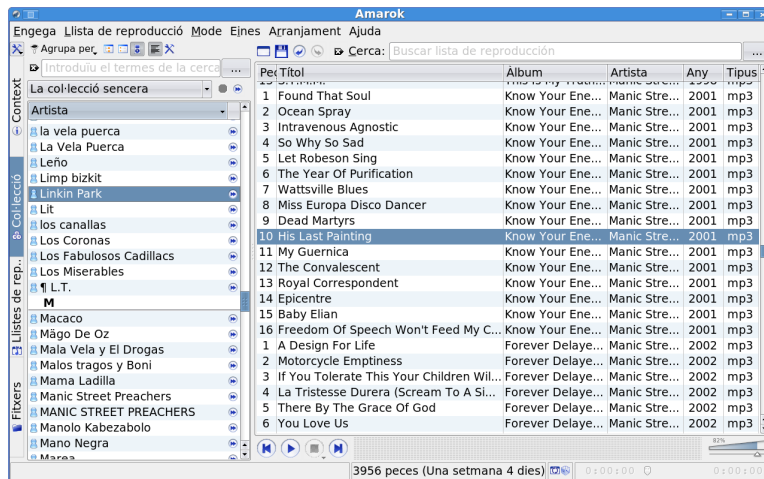 Amarok
Engega Llista de reproducció Mode Eines Arranjament Ajuda
Agrupa per
Cerca: Buscar lista de reproducción ...
Introduïu el termes de la cerca ...
La col·lecció sencera
Artista
la vela puerca
La Vela Puerca
Leño
Limp bizkit
Linkin Park
Lit
los canallas
Los Coronas
Los Fabulosos Cadillacs
Los Miserables
¶ L.T.
M
Macaco
Mägo De Oz
Mala Vela y El Drogas
Malos tragos y Boni
Mama Ladilla
Manic Street Preachers
MANIC STREET PREACHERS
Manolo Kabezabolo
Mano Negra
Marea
Context
Col·lecció
Llistes de rep..
Fitxers
Peç Títol Àlbum Artista Any Tipus
1 Found That Soul Know Your Ene... Manic Stre... 2001 mp3
2 Ocean Spray Know Your Ene... Manic Stre... 2001 mp3
3 Intravenous Agnostic Know Your Ene... Manic Stre... 2001 mp3
4 So Why So Sad Know Your Ene... Manic Stre... 2001 mp3
5 Let Robeson Sing Know Your Ene... Manic Stre... 2001 mp3
6 The Year Of Purification Know Your Ene... Manic Stre... 2001 mp3
7 Wattsville Blues Know Your Ene... Manic Stre... 2001 mp3
8 Miss Europa Disco Dancer Know Your Ene... Manic Stre... 2001 mp3
9 Dead Martyrs Know Your Ene... Manic Stre... 2001 mp3
10 His Last Painting Know Your Ene... Manic Stre... 2001 mp3
11 My Guernica Know Your Ene... Manic Stre... 2001 mp3
12 The Convalescent Know Your Ene... Manic Stre... 2001 mp3
13 Royal Correspondent Know Your Ene... Manic Stre... 2001 mp3
14 Epicentre Know Your Ene... Manic Stre... 2001 mp3
15 Baby Elian Know Your Ene... Manic Stre... 2001 mp3
16 Freedom Of Speech Won't Feed My C... Know Your Ene... Manic Stre... 2001 mp3
1 A Design For Life Forever Delaye... Manic Stre... 2002 mp3
2 Motorcycle Emptiness Forever Delaye... Manic Stre... 2002 mp3
3 If You Tolerate This Your Children Wil... Forever Delaye... Manic Stre... 2002 mp3
4 La Tristesse Durera (Scream To A Si... Forever Delaye... Manic Stre... 2002 mp3
5 There By The Grace Of God Forever Delaye... Manic Stre... 2002 mp3
6 You Love Us Forever Delaye... Manic Stre... 2002 mp3
82%
3956 peces (Una setmana 4 dies) 0:00:00 0:00:00